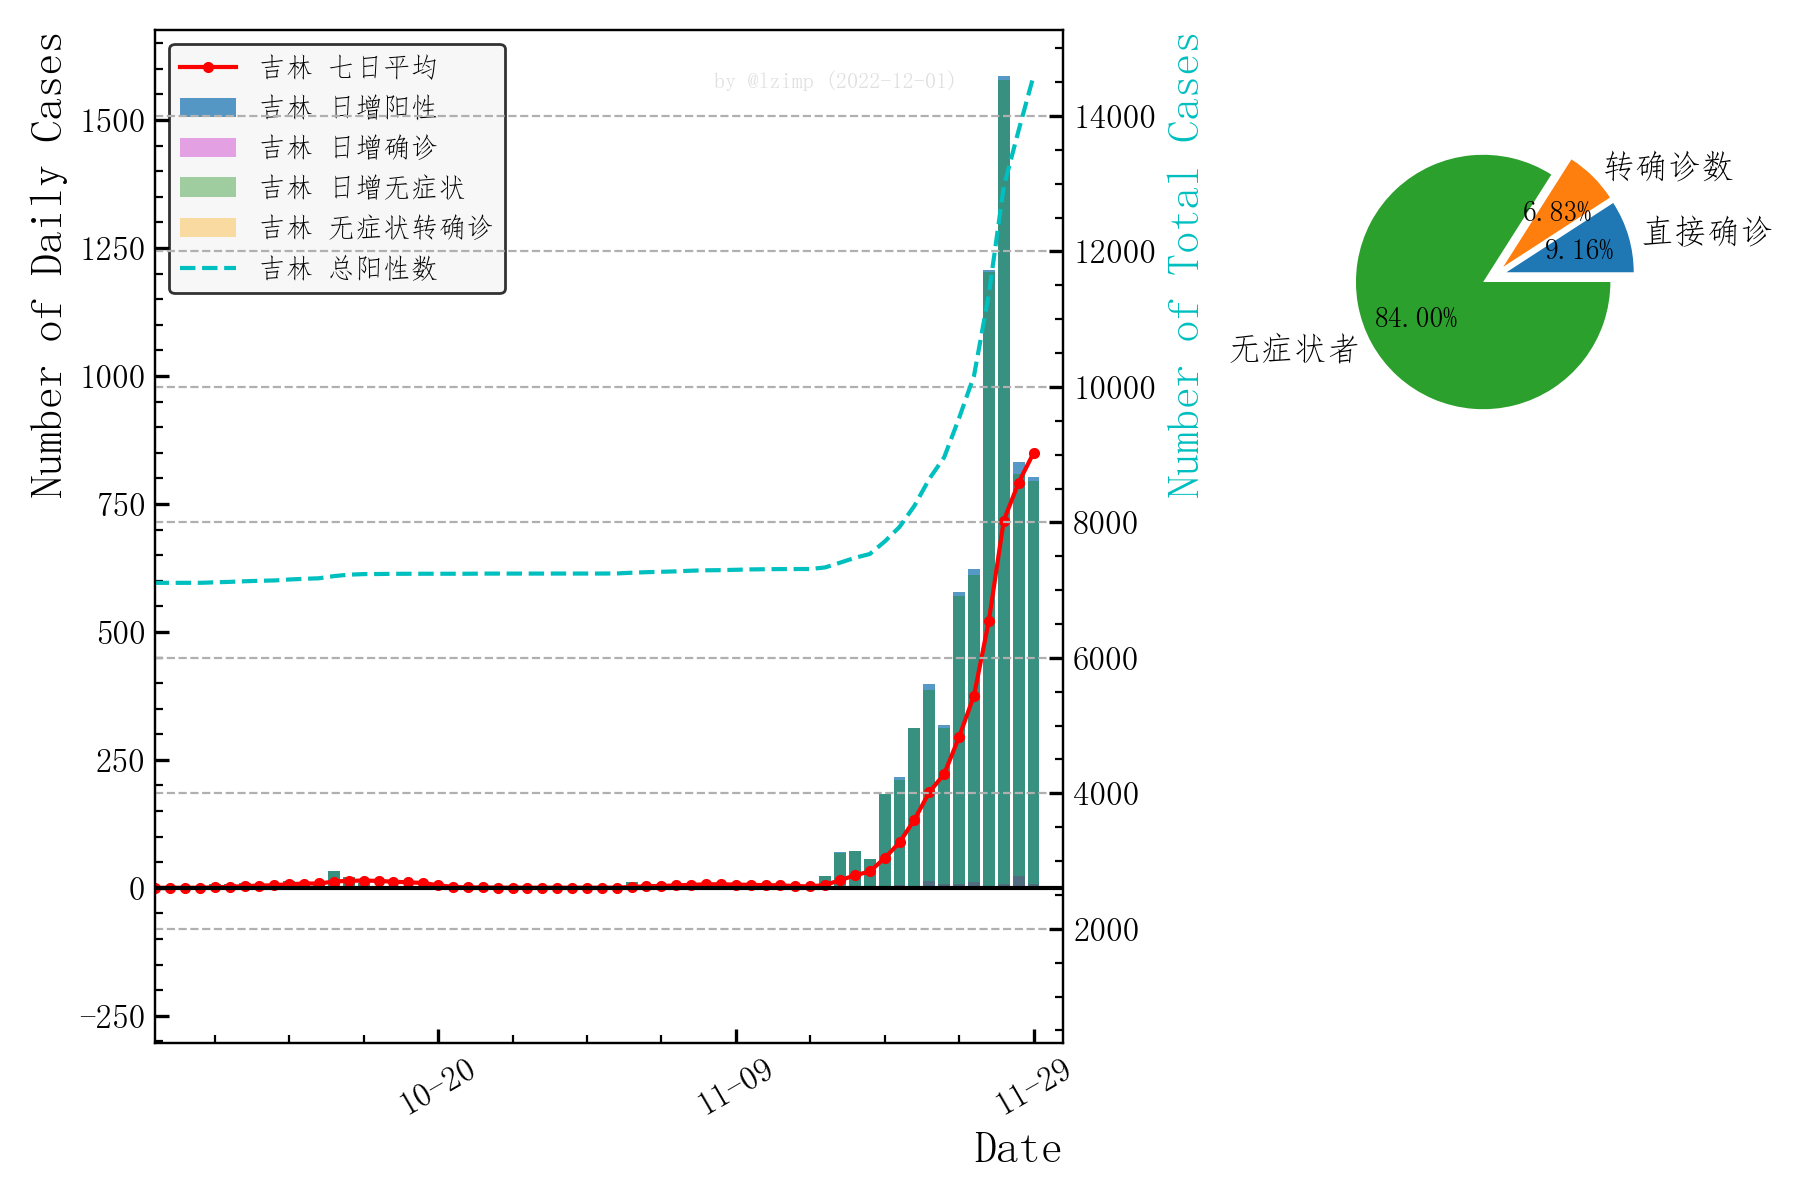 Number of Daily Cases
1500
1250
1000
750
500
250
0
−250
吉林 七日平均
吉林 日增阳性
吉林 日增确诊
吉林 日增无症状
吉林 无症状转确诊
吉林 总阳性数
by @lzimp (2022-12-01)
14000
12000
10000
8000
6000
4000
2000
Number of Total Cases
10-20
11-09
11-29
Date
转确诊数
6.83%
直接确诊
9.16%
84.00%
无症状者